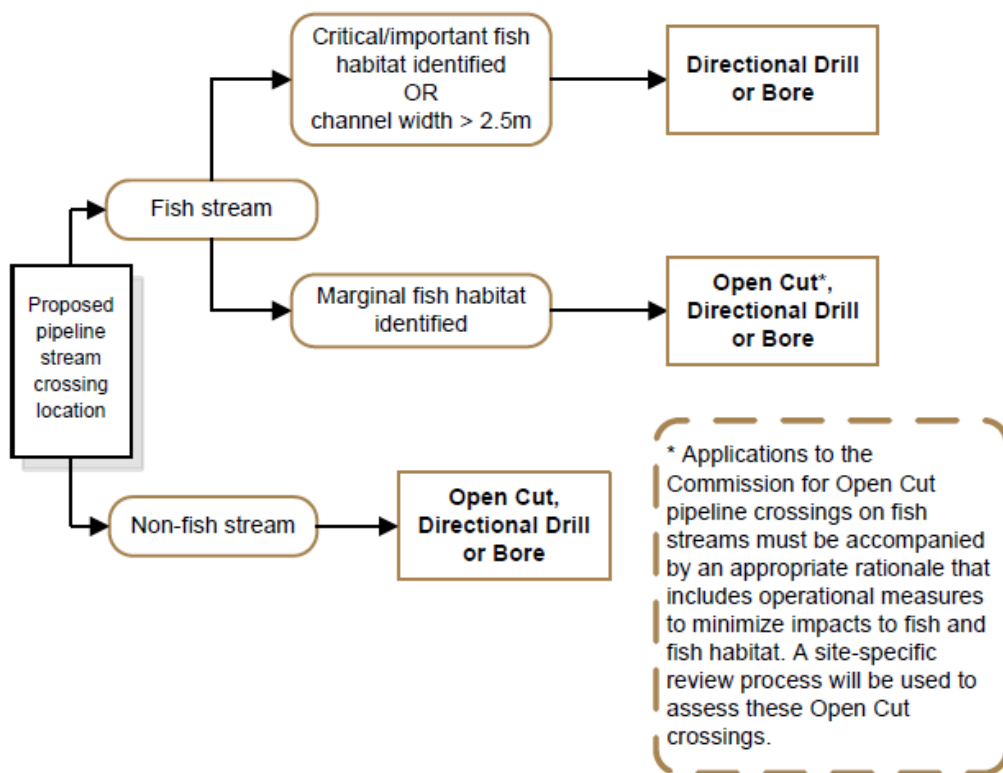 Critical/important fish
habitat identified
OR
channel width > 2.5m
Directional Drill
or Bore
Fish stream
Proposed
pipeline
stream
crossing
location
Marginal fish habitat
identified
Open Cut*,
Directional Drill
or Bore
Non-fish stream
Open Cut,
Directional Drill
or Bore
* Applications to the
Commission for Open Cut
pipeline crossings on fish
streams must be accompanied
by an appropriate rationale that
includes operational measures
to minimize impacts to fish and
fish habitat. A site-specific
review process will be used to
assess these Open Cut
crossings.